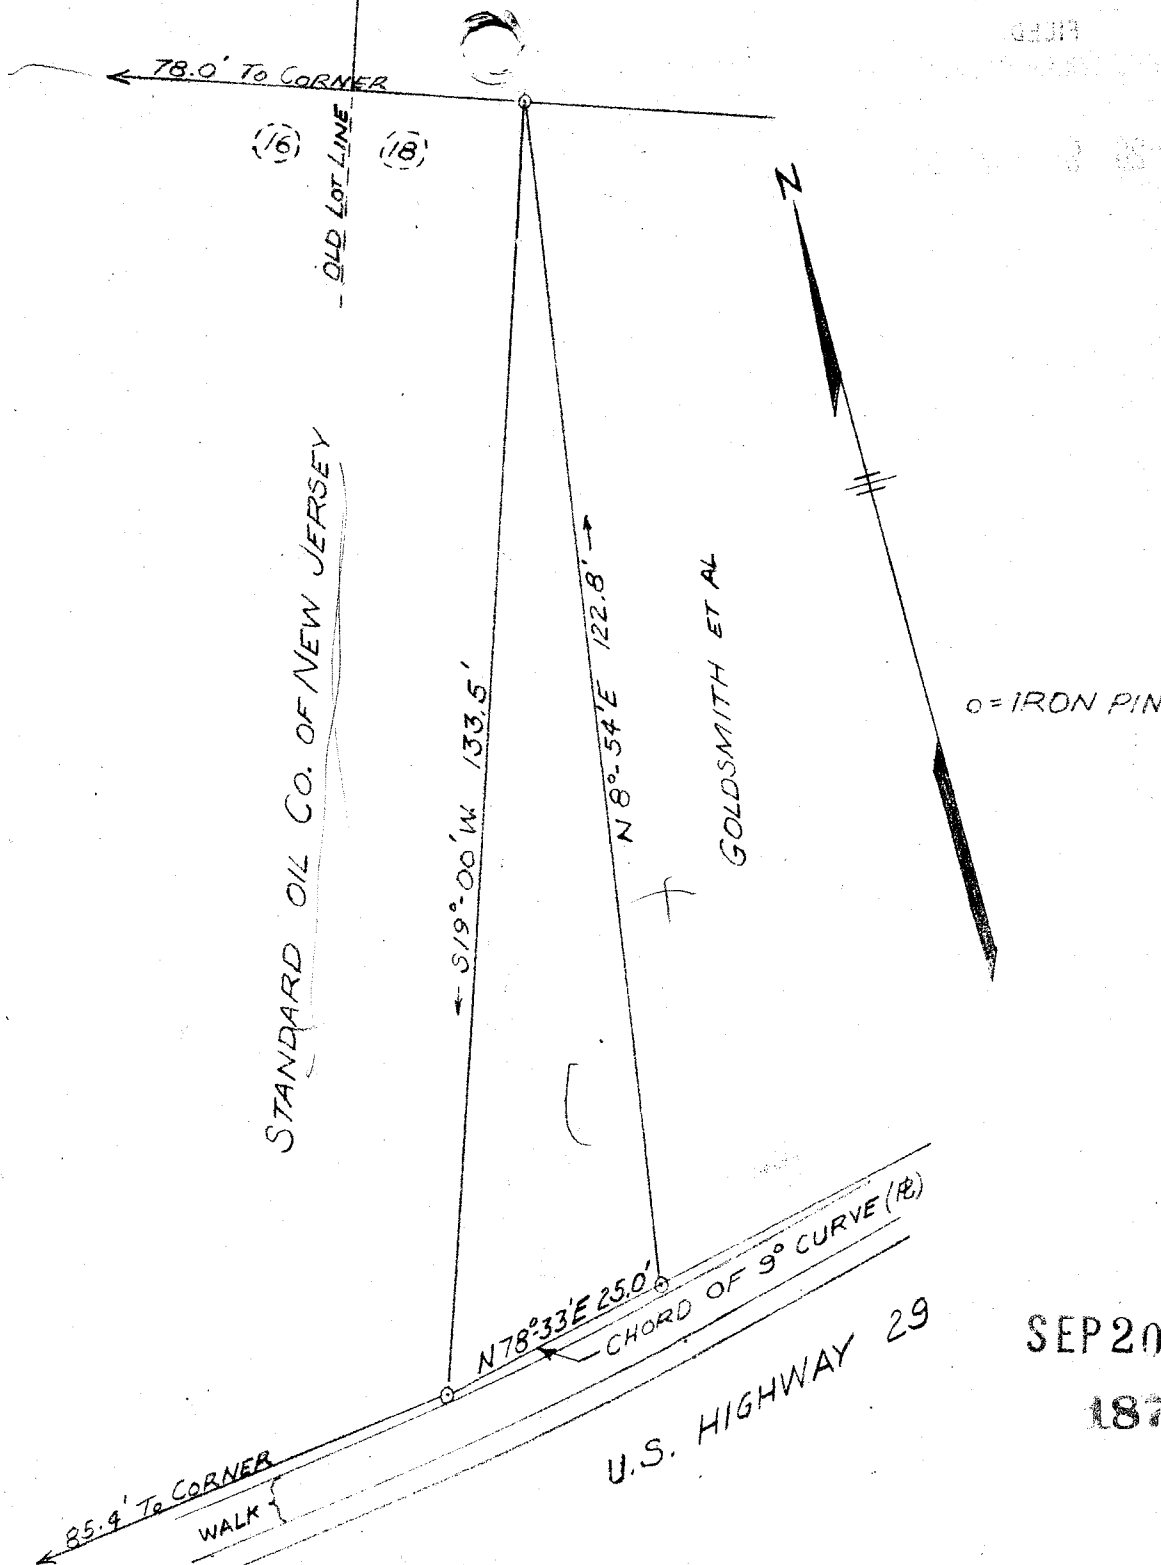 78.0' To CORNER
16
18
OLD LOT LINE
N
STANDARD OIL CO. OF NEW JERSEY
← S19°-00'W 133.5'
N 8°-54'E 122.8' →
GOLDSMITH ET AL
o = IRON PIN
N78°-33'E 25.0'
CHORD OF 9° CURVE (PL)
U.S. HIGHWAY 29
85.4' To CORNER
WALK
SEP 20
187
FILED